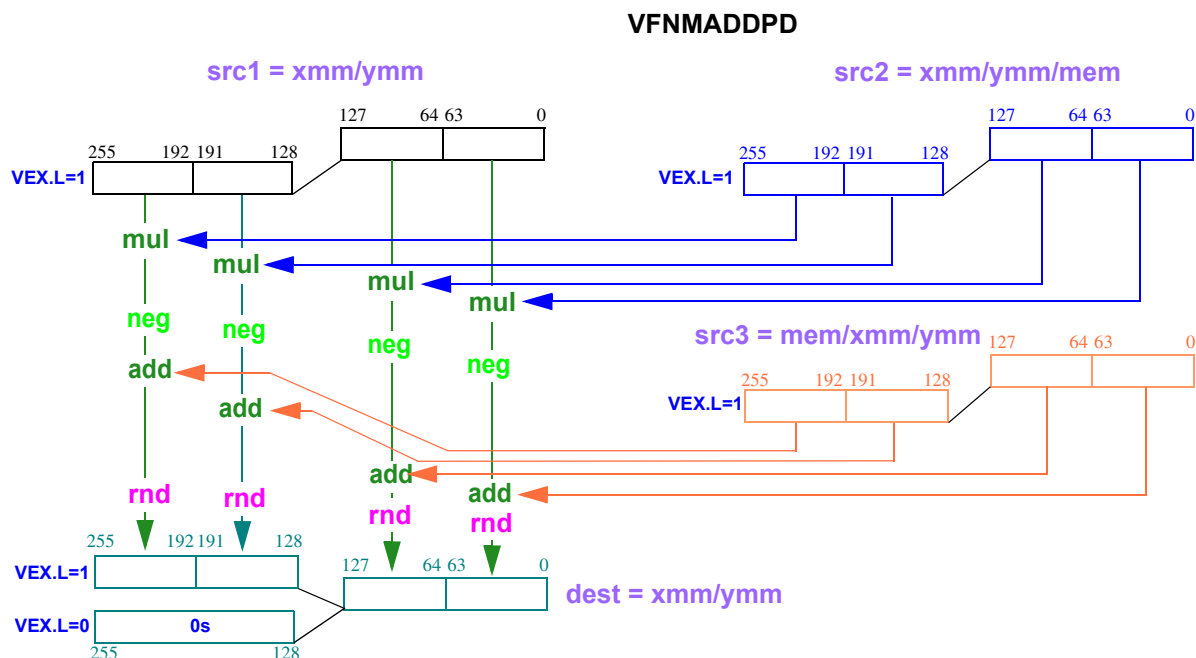 VFNMADDPD
src1 = xmm/ymm
src2 = xmm/ymm/mem
127 64 63 0
127 64 63 0
255 192 191 128
255 192 191 128
VEX.L=1
VEX.L=1
mul
mul
mul
mul
neg
neg
neg
neg
src3 = mem/xmm/ymm
127 64 63 0
add
255 192 191 128
VEX.L=1
add
add
add
rnd
rnd
rnd
rnd
255 192 191 128
127 64 63 0
VEX.L=1
dest = xmm/ymm
VEX.L=0
0s
255 128